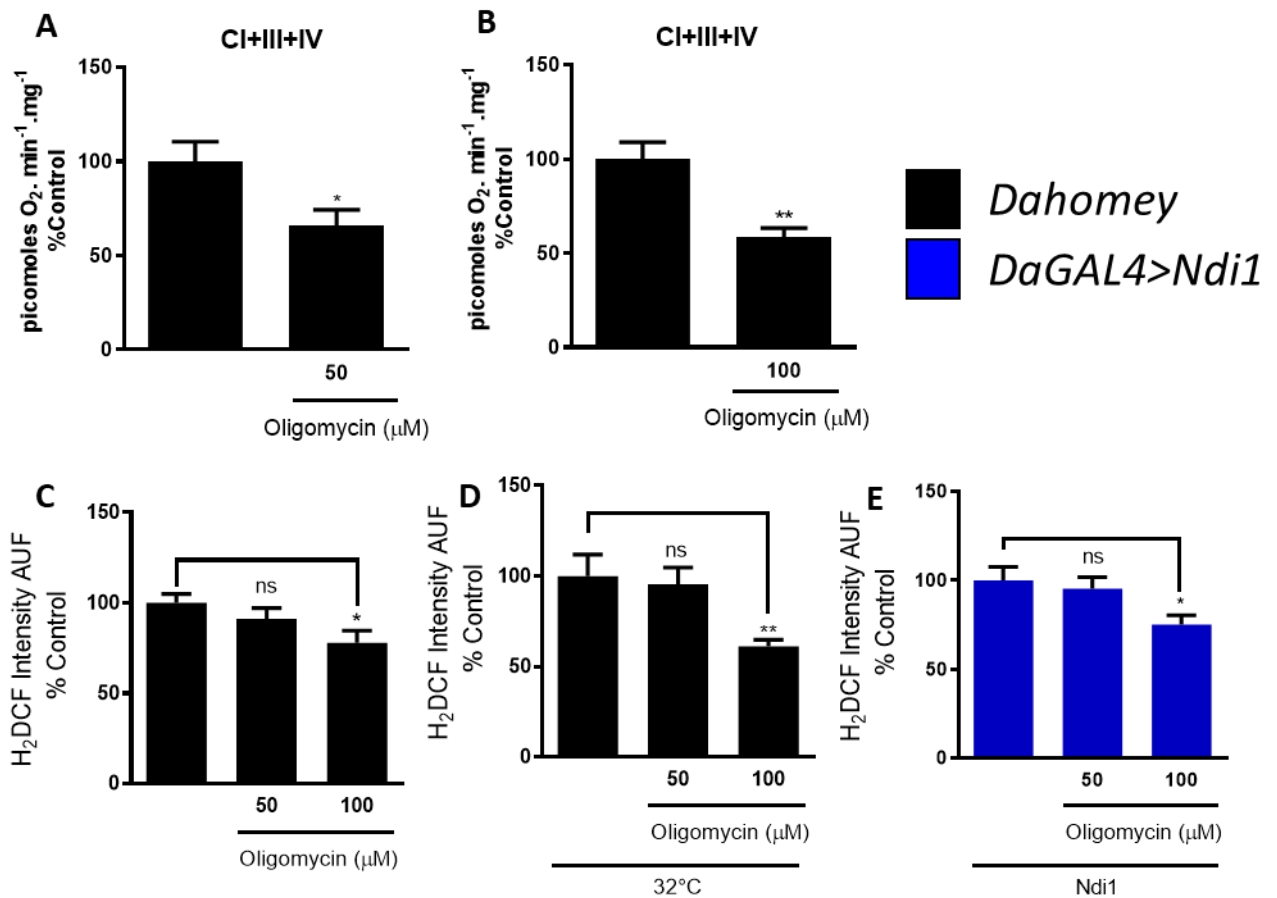 A
CI+III+IV
picomoles O₂. min⁻¹.mg⁻¹
%Control
150
100
50
0
*
50
Oligomycin (μM)
B
CI+III+IV
picomoles O₂. min⁻¹.mg⁻¹
%Control
150
100
50
0
**
100
Oligomycin (μM)
Dahomey
DaGAL4>Ndi1
C
H₂DCF Intensity AUF
% Control
150
100
50
0
ns
*
50 100
Oligomycin (μM)
D
H₂DCF Intensity AUF
% Control
150
100
50
0
ns
**
50 100
Oligomycin (μM)
32°C
E
H₂DCF Intensity AUF
% Control
150
100
50
0
ns
*
50 100
Oligomycin (μM)
Ndi1